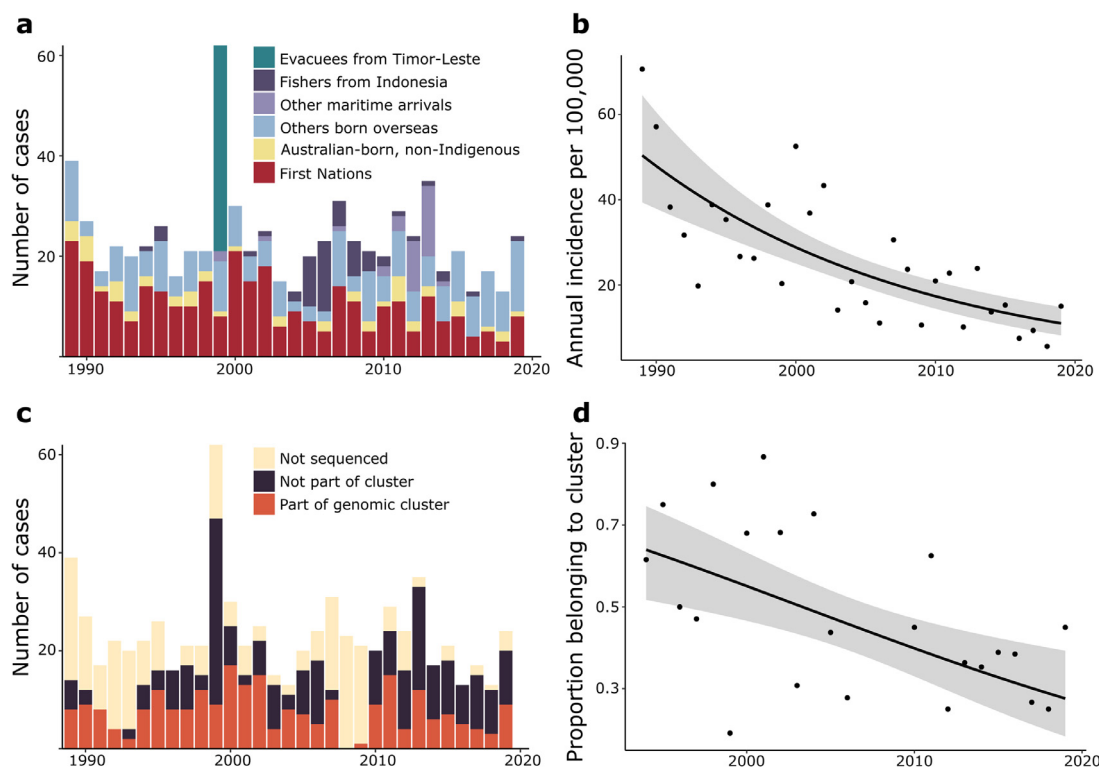 a
Number of cases
60
40
20
1990
2000
2010
2020
Evacuees from Timor-Leste
Fishers from Indonesia
Other maritime arrivals
Others born overseas
Australian-born, non-Indigenous
First Nations
b
Annual incidence per 100,000
60
40
20
1990
2000
2010
2020
c
Number of cases
60
40
20
1990
2000
2010
2020
Not sequenced
Not part of cluster
Part of genomic cluster
d
Proportion belonging to cluster
0.9
0.7
0.5
0.3
2000
2010
2020